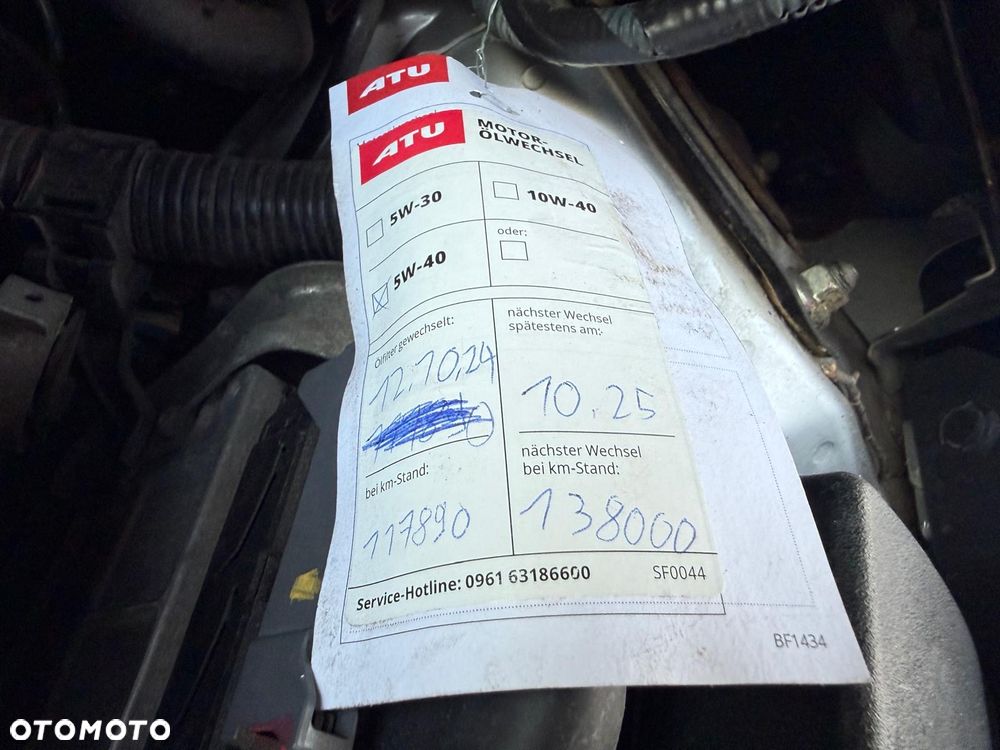 ATU
ATU
MOTOR-
ÖLWECHSEL
5W-30
10W-40
5W-40
oder:
Ölfilter gewechselt:
12.10.24
bei km-Stand:
117890
nächster Wechsel
spätestens am:
10.25
nächster Wechsel
bei km-Stand:
138000
Service-Hotline: 0961 63186600
SF0044
BF1434
OTOMOTO